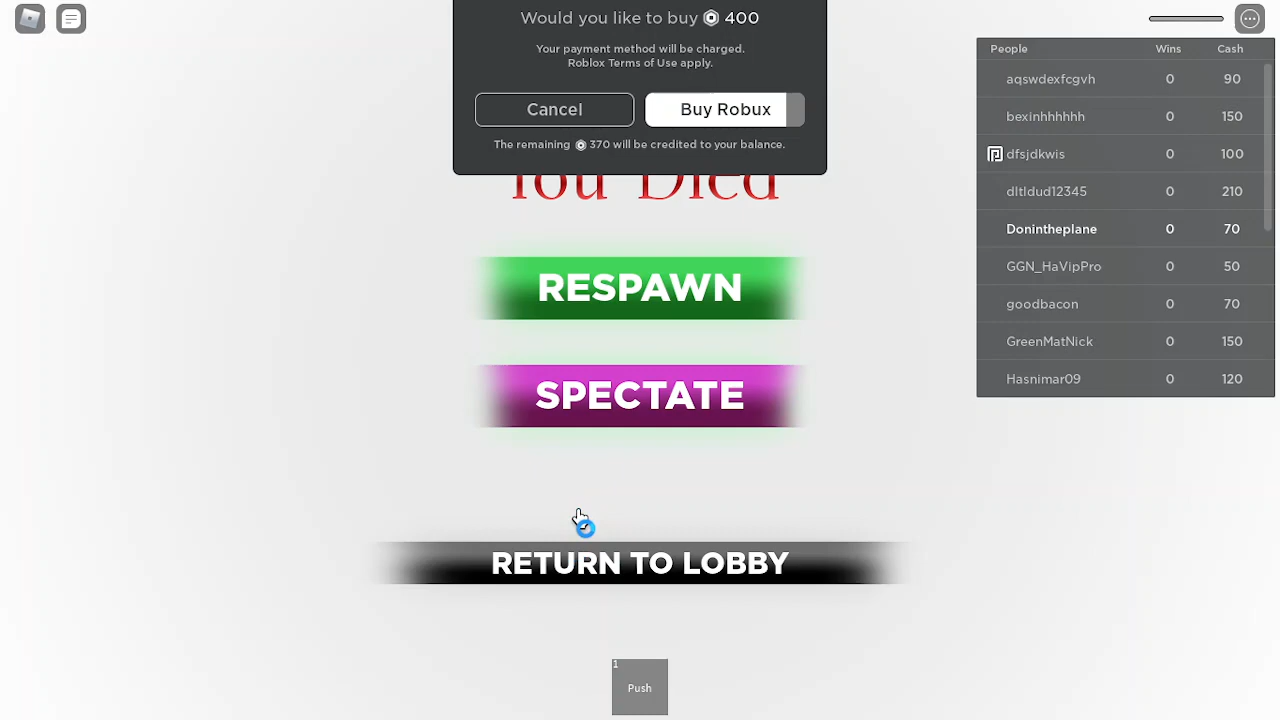 Would you like to buy 400
Your payment method will be charged.
Roblox Terms of Use apply.
Cancel
Buy Robux
The remaining 370 will be credited to your balance.
You Died
RESPAWN
SPECTATE
RETURN TO LOBBY
1
Push
People Wins Cash
aqswdexfcgvh 0 90
bexinhhhhhh 0 150
dfsjdkwis 0 100
dltldud12345 0 210
Donintheplane 0 70
GGN_HaVipPro 0 50
goodbacon 0 70
GreenMatNick 0 150
Hasnimar09 0 120